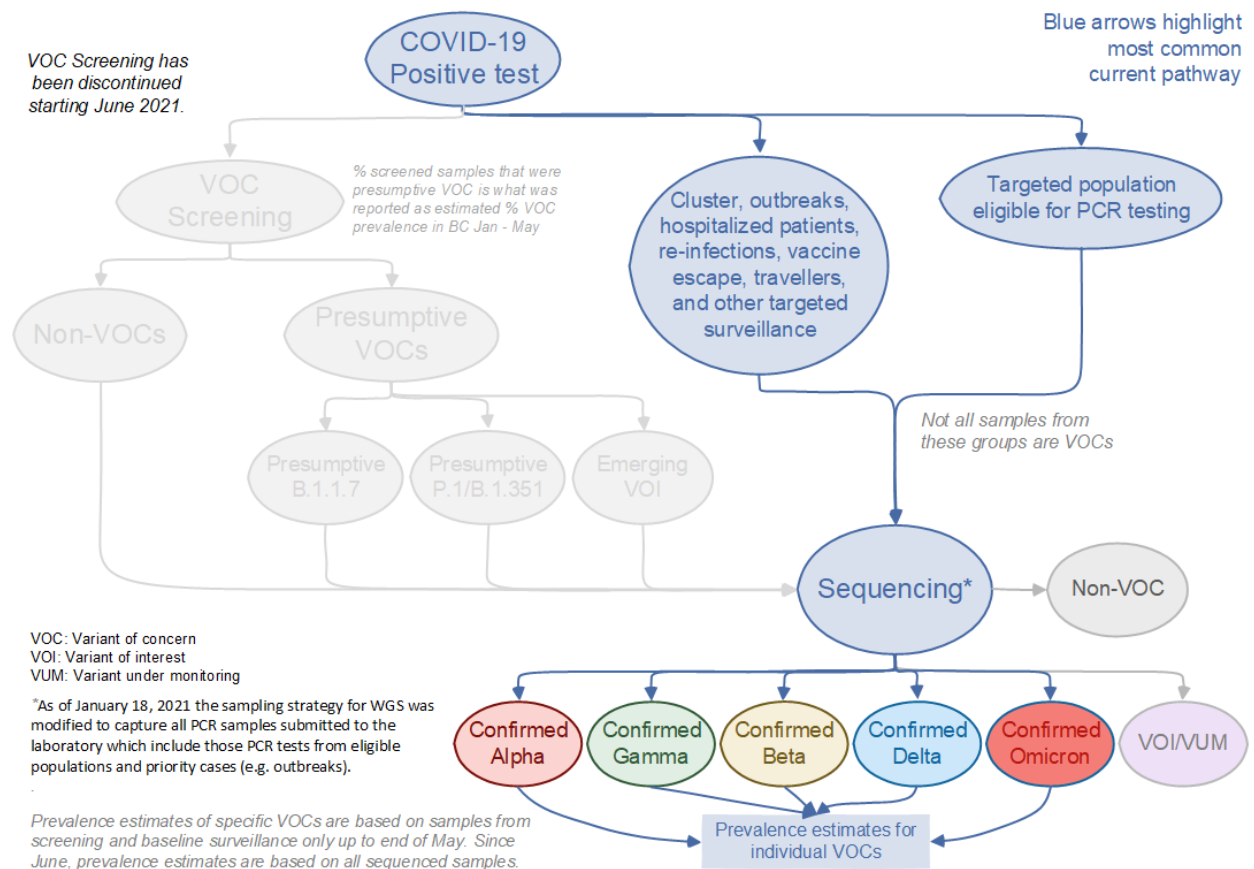 VOC Screening has
been discontinued
starting June 2021.
COVID-19
Positive test
Blue arrows highlight
most common
current pathway
VOC
Screening
% screened samples that were
presumptive VOC is what was
reported as estimated % VOC
prevalence in BC Jan - May
Cluster, outbreaks,
hospitalized patients,
re-infections, vaccine
escape, travellers,
and other targeted
surveillance
Targeted population
eligible for PCR testing
Non-VOCs
Presumptive
VOCs
Not all samples from
these groups are VOCs
Presumptive
B.1.1.7
Presumptive
P.1/B.1.351
Emerging
VOI
Sequencing*
Non-VOC
VOC: Variant of concern
VOI: Variant of interest
VUM: Variant under monitoring
*As of January 18, 2021 the sampling strategy for WGS was
modified to capture all PCR samples submitted to the
laboratory which include those PCR tests from eligible
populations and priority cases (e.g. outbreaks).
.
Confirmed
Alpha
Confirmed
Gamma
Confirmed
Beta
Confirmed
Delta
Confirmed
Omicron
VOI/VUM
Prevalence estimates for
individual VOCs
Prevalence estimates of specific VOCs are based on samples from
screening and baseline surveillance only up to end of May. Since
June, prevalence estimates are based on all sequenced samples.